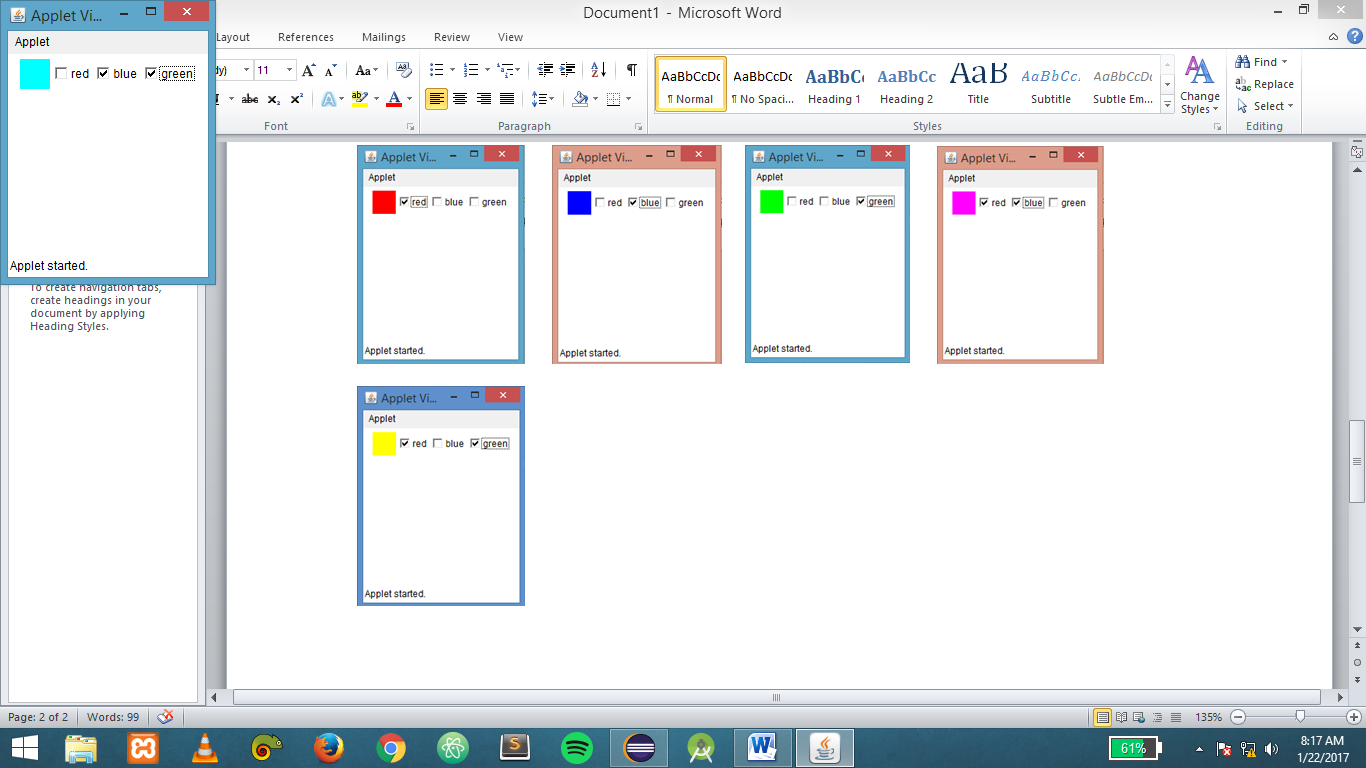 Applet Vi...
Applet
red blue green
Applet started.
Document1 - Microsoft Word
Layout References Mailings Review View
11 Aa
abc x₂ x²
Font
Paragraph
AaBbCcDc AaBbCcDc AaBbCc AaBbCc AaB AaBbCc. AaBbCcDc
¶ Normal ¶ No Spaci... Heading 1 Heading 2 Title Subtitle Subtle Em...
Styles
Change
Styles
Find
Replace
Select
Editing
To create navigation tabs,
create headings in your
document by applying
Heading Styles.
Applet Vi...
Applet
red blue green
Applet started.
Applet Vi...
Applet
red blue green
Applet started.
Applet Vi...
Applet
red blue green
Applet started.
Applet Vi...
Applet
red blue green
Applet started.
Applet Vi...
Applet
red blue green
Applet started.
Page: 2 of 2 Words: 99
135%
61%
8:17 AM
1/22/2017